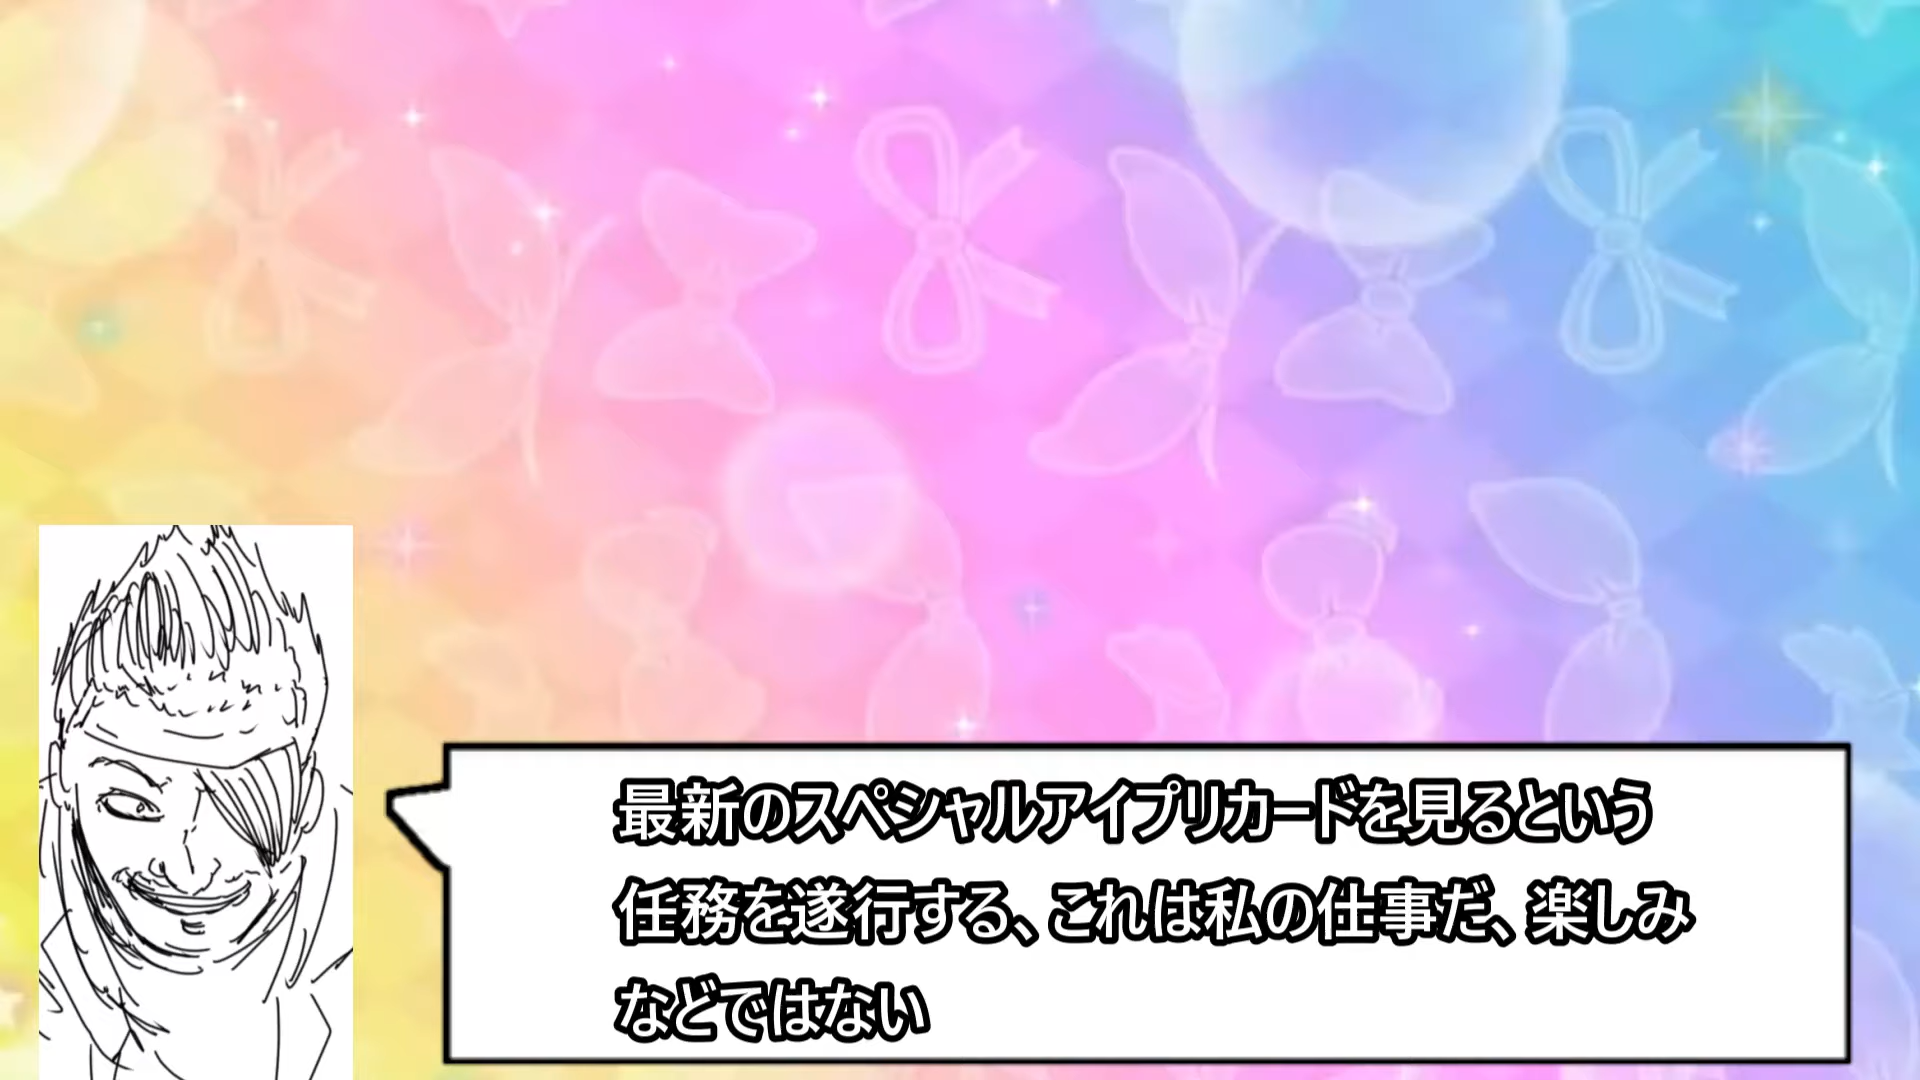 最新のスペシャルアイプリカードを見るという
任務を遂行する、これは私の仕事だ、楽しみ
などではない